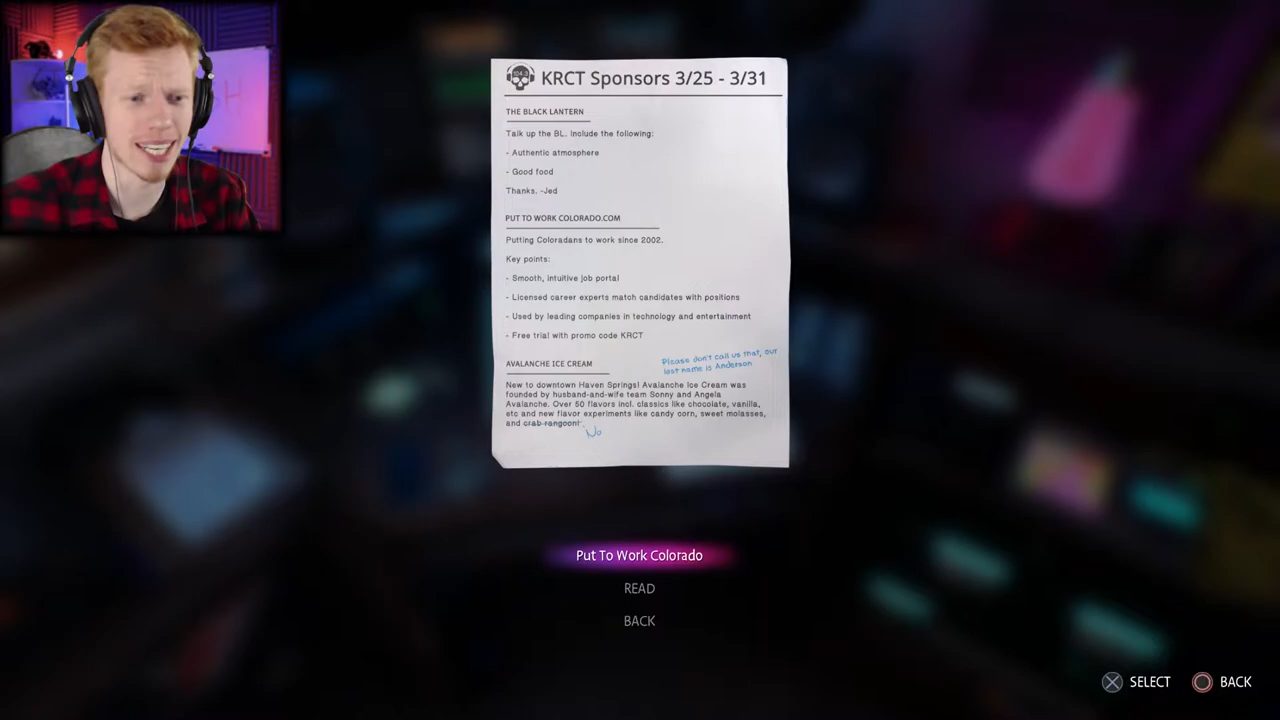 KRCT Sponsors 3/25 - 3/31
THE BLACK LANTERN
Talk up the BL. Include the following:
- Authentic atmosphere
- Good food
Thanks. -Jed
PUT TO WORK COLORADO.COM
Putting Coloradans to work since 2002.
Key points:
- Smooth, intuitive job portal
- Licensed career experts match candidates with positions
- Used by leading companies in technology and entertainment
- Free trial with promo code KRCT
Please don't call us that, our
last name is Anderson
AVALANCHE ICE CREAM
New to downtown Haven Springs! Avalanche Ice Cream was
founded by husband-and-wife team Sonny and Angela
Avalanche. Over 50 flavors incl. classics like chocolate, vanilla,
etc and new flavor experiments like candy corn, sweet molasses,
and crab rangoon!
No
Put To Work Colorado
READ
BACK
SELECT
BACK